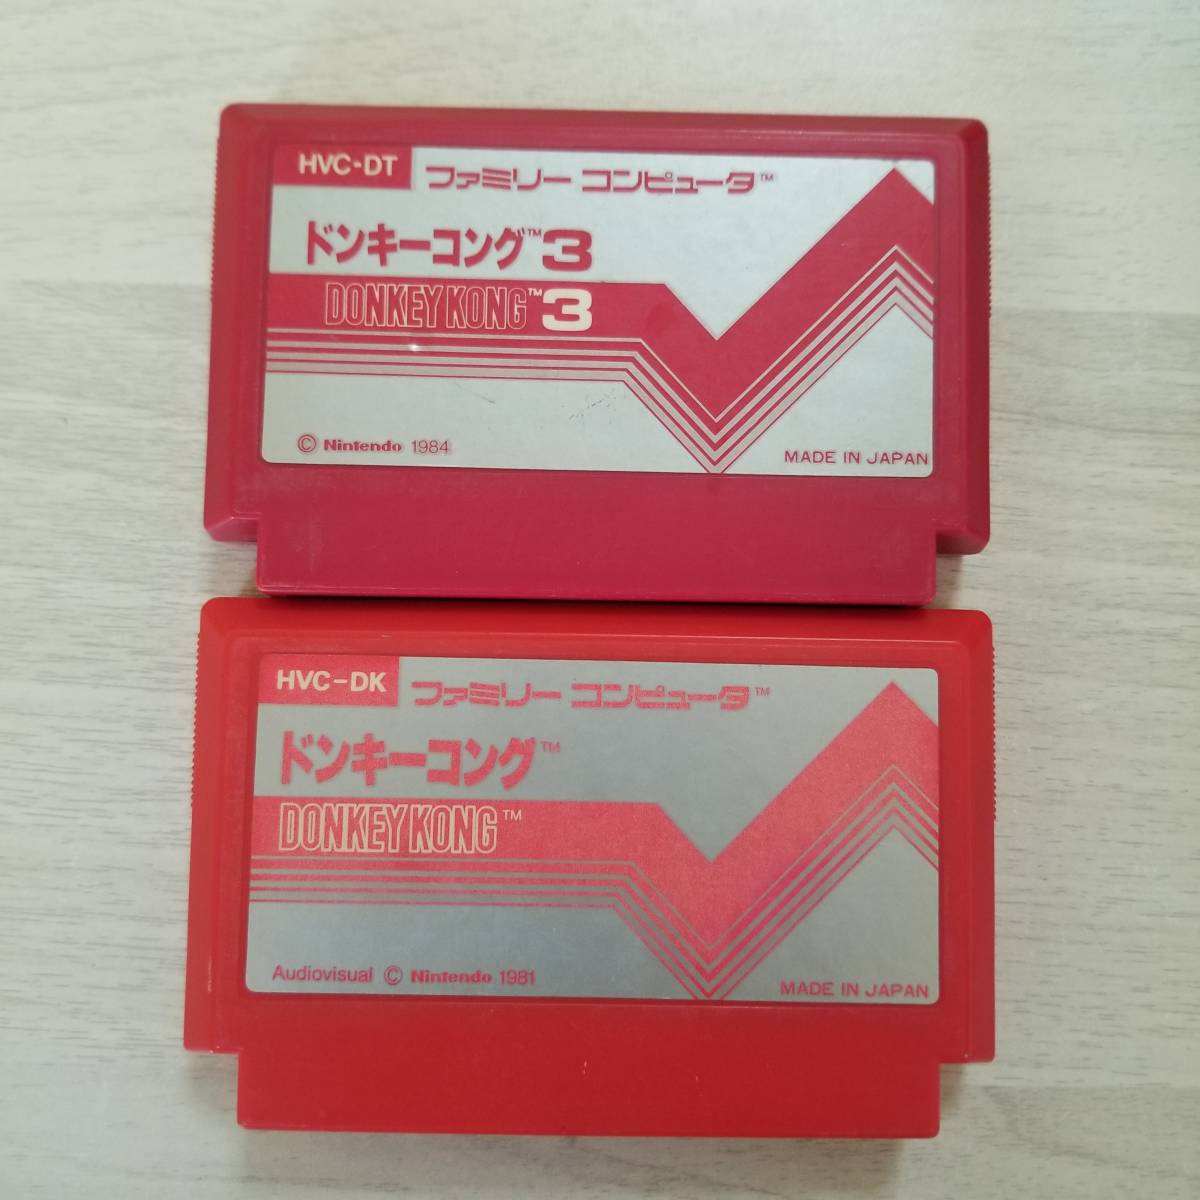 HVC-DT ファミリー コンピュータ™
ドンキーコング™3
DONKEY KONG™3
© Nintendo 1984
MADE IN JAPAN
HVC-DK ファミリー コンピュータ™
ドンキーコング™
DONKEY KONG™
Audiovisual © Nintendo 1981
MADE IN JAPAN